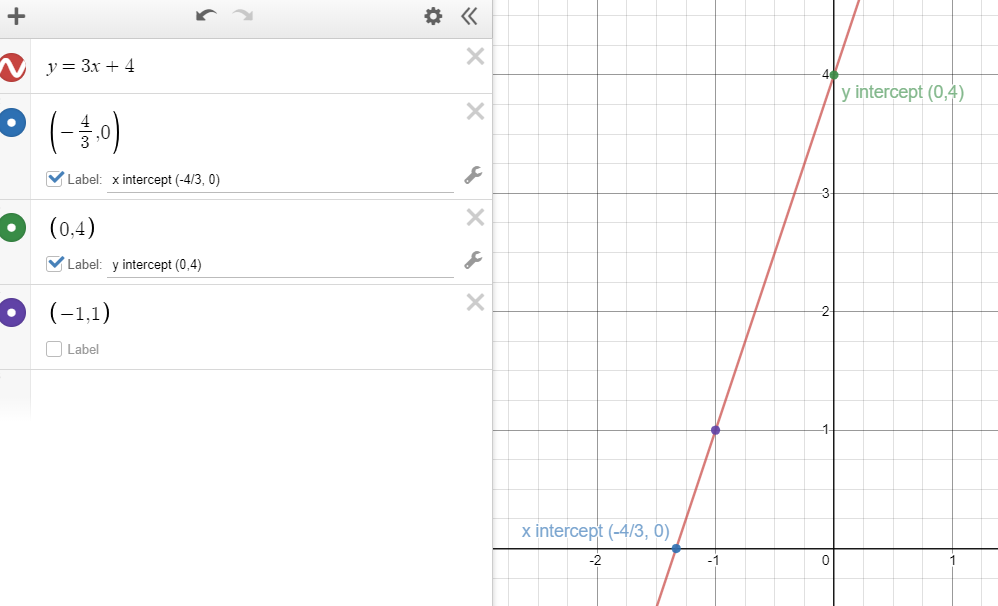 y = 3x + 4
(-4/3, 0)
Label: x intercept (-4/3, 0)
(0,4)
Label: y intercept (0,4)
(-1,1)
Label
4
y intercept (0,4)
3
2
1
x intercept (-4/3, 0)
-2 -1 0 1